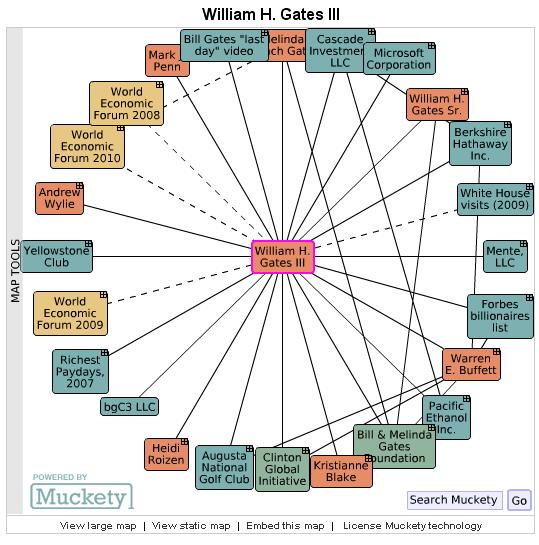 William H. Gates III
Bill Gates "last
day" video
Cascade
Investment
LLC
Mark
Penn
Microsoft
Corporation
World
Economic
Forum 2008
William H.
Gates Sr.
World
Economic
Forum 2010
Berkshire
Hathaway
Inc.
Andrew
Wylie
White House
visits (2009)
MAP TOOLS
Yellowstone
Club
William H.
Gates III
Mente,
LLC
World
Economic
Forum 2009
Forbes
billionaires
list
Richest
Paydays,
2007
Warren
E. Buffett
bgC3 LLC
Pacific
Ethanol
Inc.
Heidi
Roizen
Augusta
National
Golf Club
Clinton
Global
Initiative
Kristianne
Blake
Bill & Melinda
Gates
Foundation
POWERED BY
Muckety
Search Muckety
Go
View large map | View static map | Embed this map | License Muckety technology